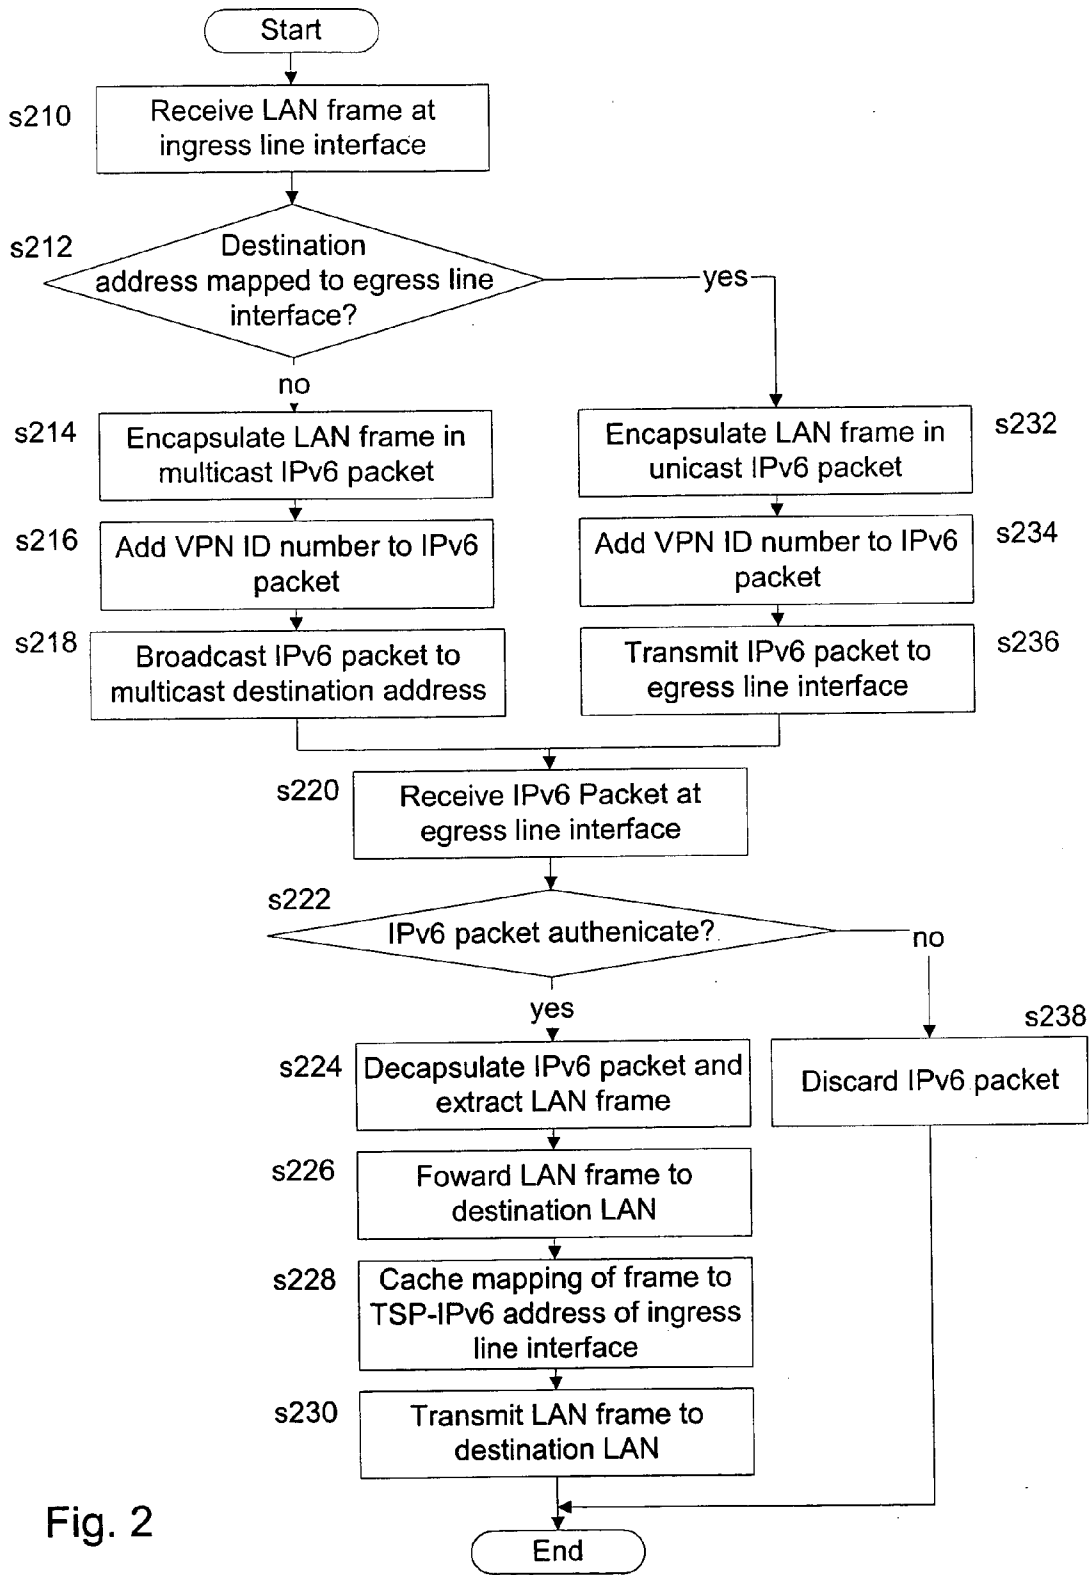 Start
s210
Receive LAN frame at
ingress line interface
s212
Destination
address mapped to egress line
interface?
yes
no
s214
Encapsulate LAN frame in
multicast IPv6 packet
s232
Encapsulate LAN frame in
unicast IPv6 packet
s216
Add VPN ID number to IPv6
packet
s234
Add VPN ID number to IPv6
packet
s218
Broadcast IPv6 packet to
multicast destination address
s236
Transmit IPv6 packet to
egress line interface
s220
Receive IPv6 Packet at
egress line interface
s222
IPv6 packet authenicate?
no
yes
s238
Discard IPv6 packet
s224
Decapsulate IPv6 packet and
extract LAN frame
s226
Foward LAN frame to
destination LAN
s228
Cache mapping of frame to
TSP-IPv6 address of ingress
line interface
s230
Transmit LAN frame to
destination LAN
Fig. 2
End